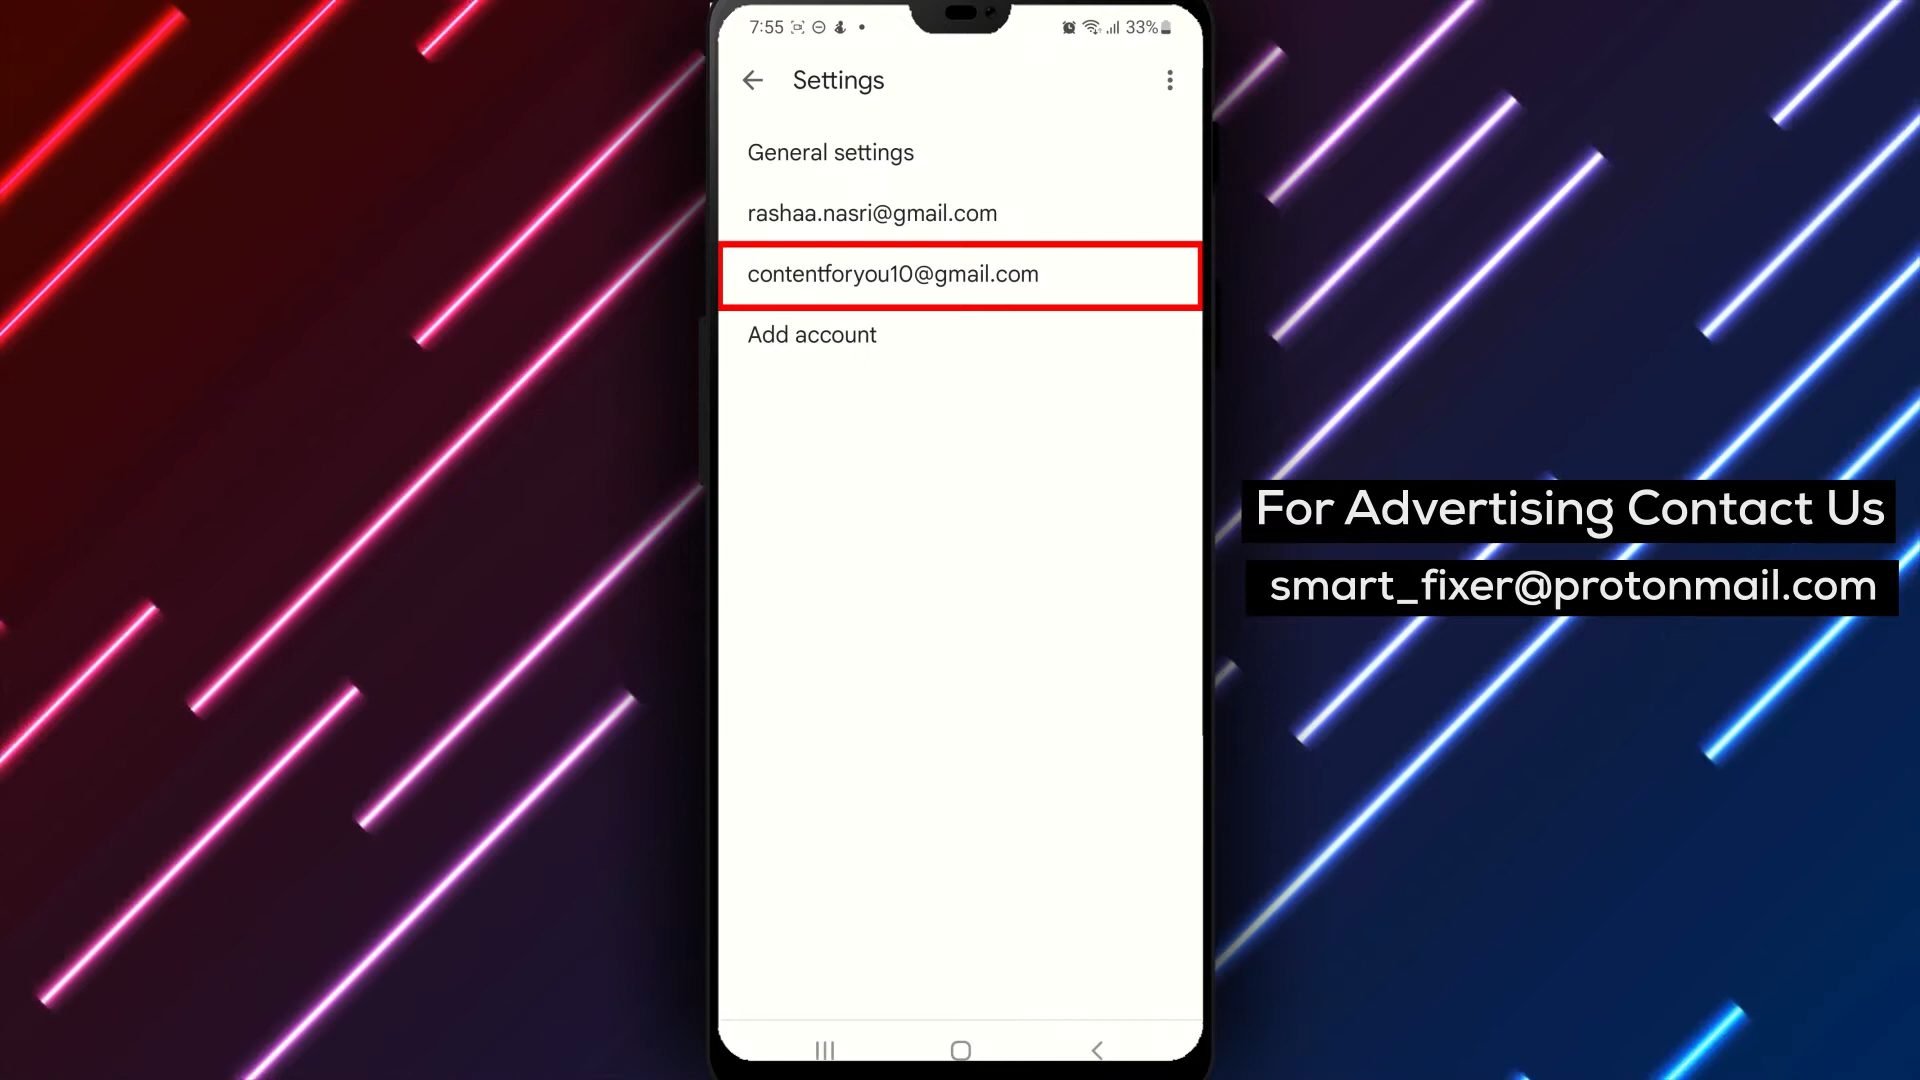 7:55 33%
Settings
General settings
rashaa.nasri@gmail.com
contentforyou10@gmail.com
Add account
For Advertising Contact Us
smart_fixer@protonmail.com